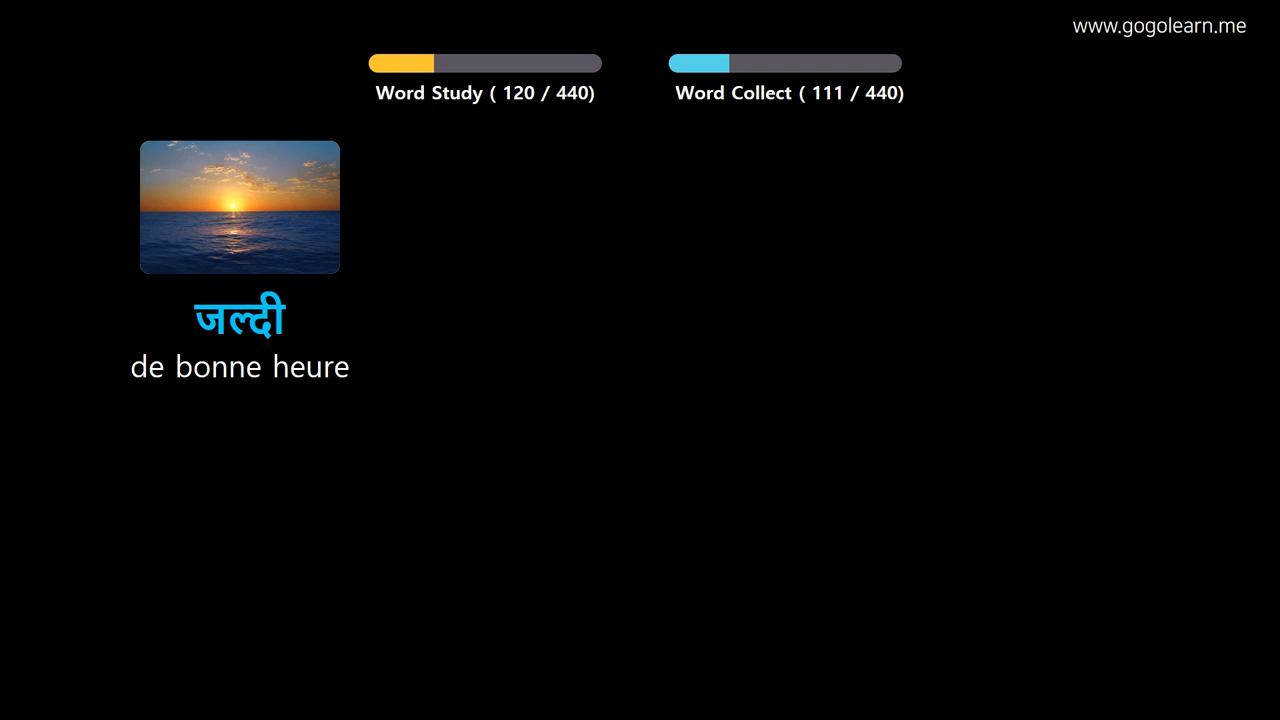 www.gogolearn.me
Word Study ( 120 / 440)
Word Collect ( 111 / 440)
जल्दी
de bonne heure